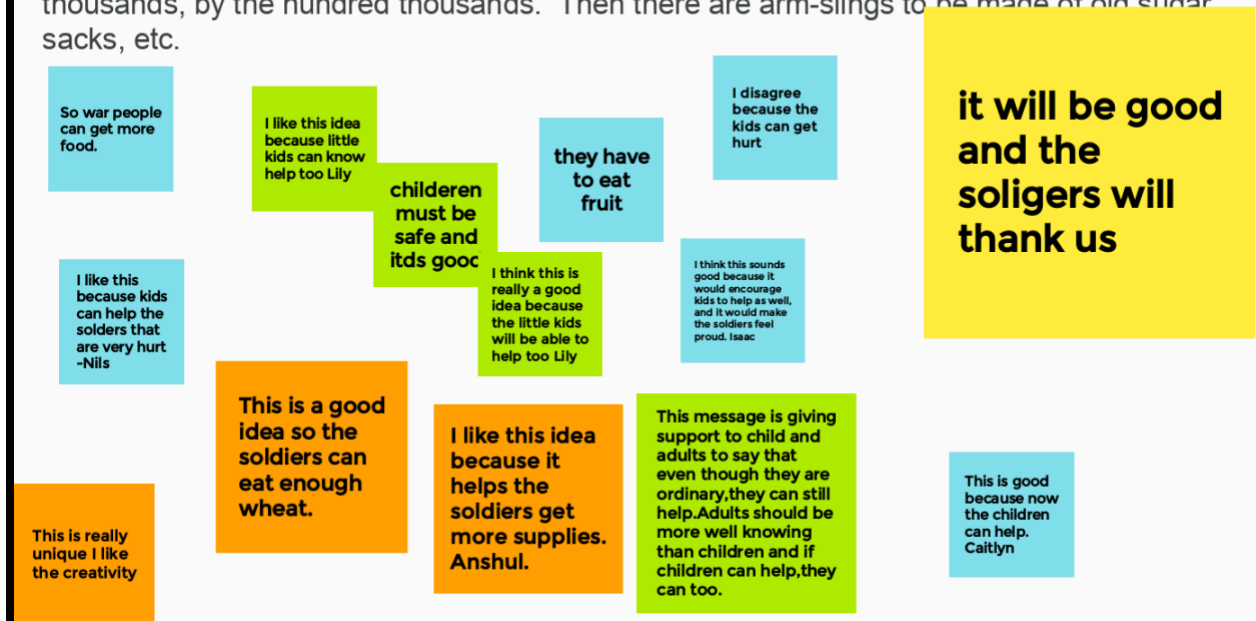 thousands, by the hundred thousands. Then there are arm-slings to be made of old sugar
sacks, etc.
So war people
can get more
food.
I like this idea
because little
kids can know
help too Lily
childeren
must be
safe and
itds good
they have
to eat
fruit
I disagree
because the
kids can get
hurt
it will be good
and the
soligers will
thank us
I like this
because kids
can help the
solders that
are very hurt
-Nils
I think this is
really a good
idea because
the little kids
will be able to
help too Lily
I think this sounds
good because it
would encourage
kids to help as well,
and it would make
the soldiers feel
proud. Isaac
This is a good
idea so the
soldiers can
eat enough
wheat.
I like this idea
because it
helps the
soldiers get
more supplies.
Anshul.
This message is giving
support to child and
adults to say that
even though they are
ordinary,they can still
help.Adults should be
more well knowing
than children and if
children can help,they
can too.
This is good
because now
the children
can help.
Caitlyn
This is really
unique I like
the creativity